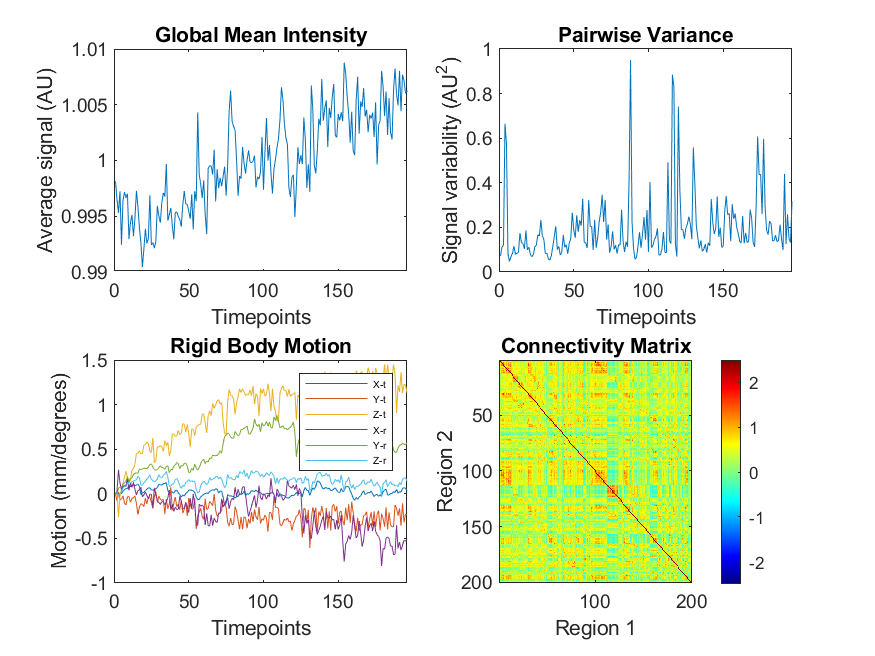 Global Mean Intensity
Average signal (AU)
1.01
1.005
1
0.995
0.99
0 50 100 150
Timepoints
Pairwise Variance
Signal variability (AU²)
1
0.8
0.6
0.4
0.2
0
0 50 100 150
Timepoints
Rigid Body Motion
Motion (mm/degrees)
1.5
1
0.5
0
-0.5
-1
0 50 100 150
Timepoints
X-t
Y-t
Z-t
X-r
Y-r
Z-r
Connectivity Matrix
Region 2
50
100
150
200
100 200
Region 1
2
1
0
-1
-2